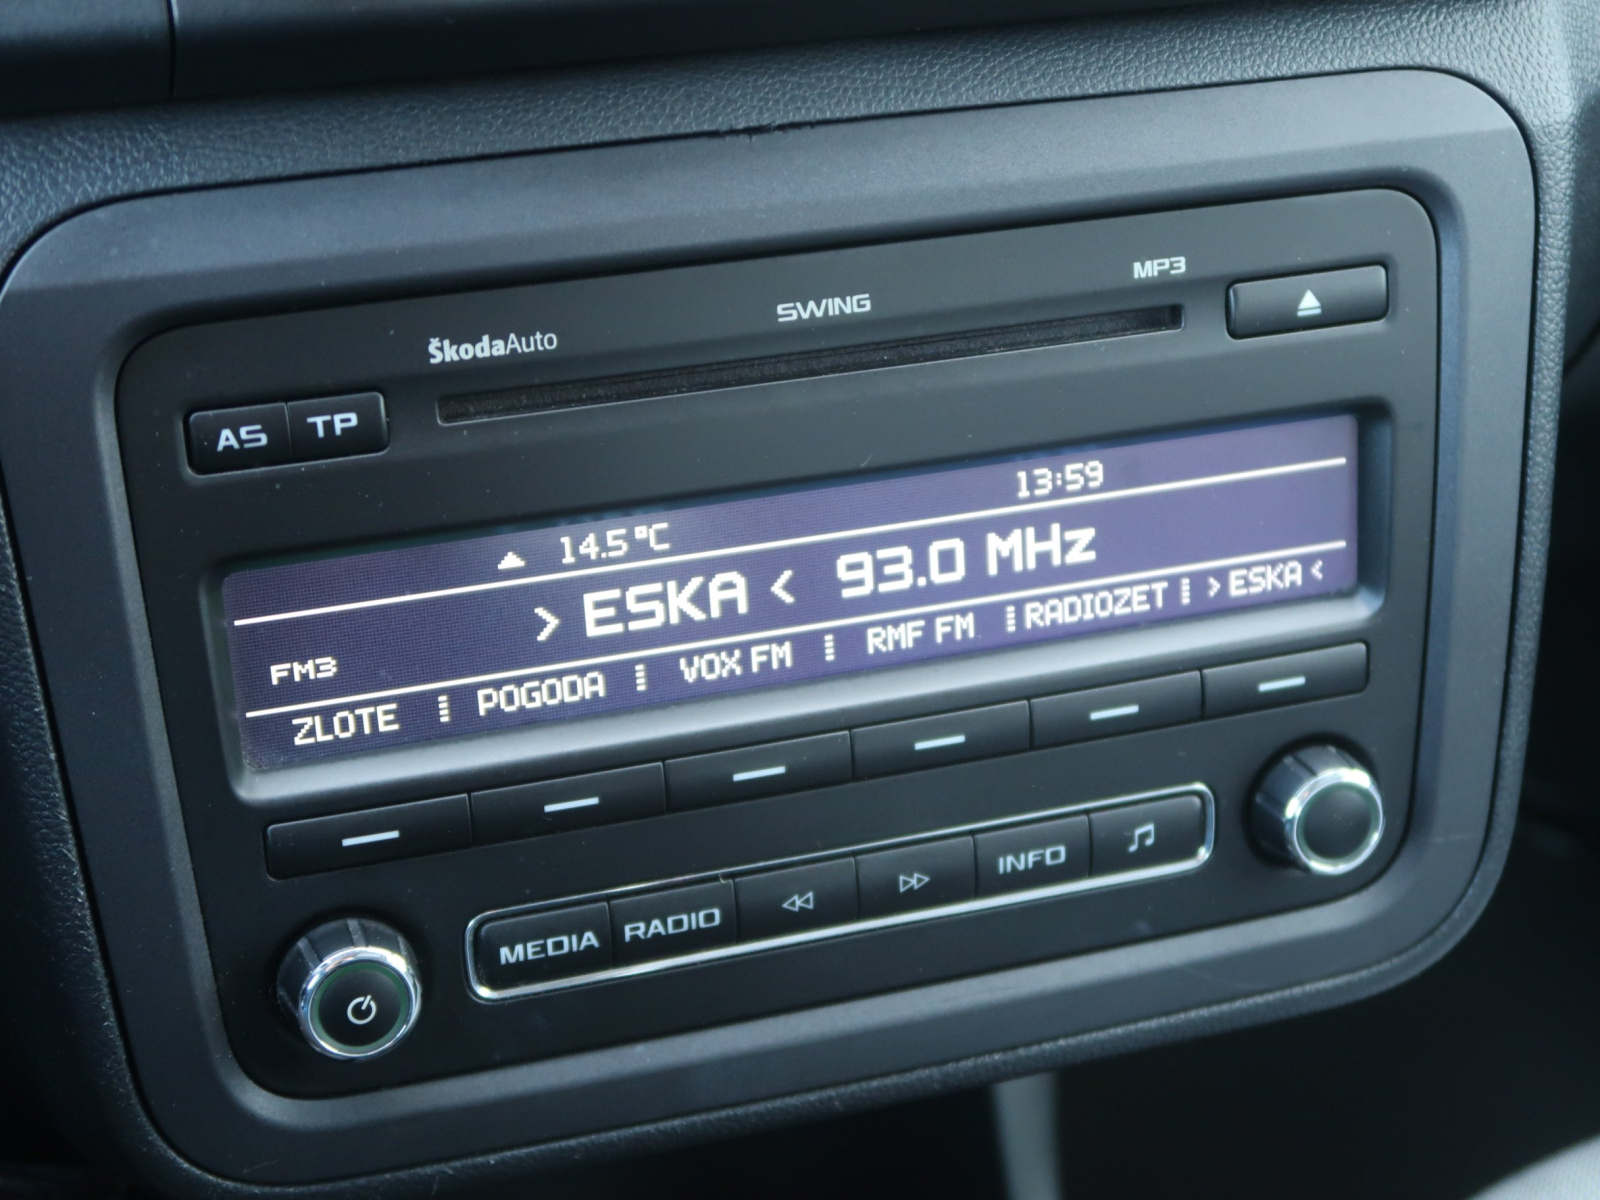 MP3
SWING
ŠkodaAuto
AS TP
14.5°C 13:59
> ESKA < 93.0 MHz
FM3
ZLOTE POGODA VOX FM RMF FM RADIOZET > ESKA <
MEDIA RADIO INFO